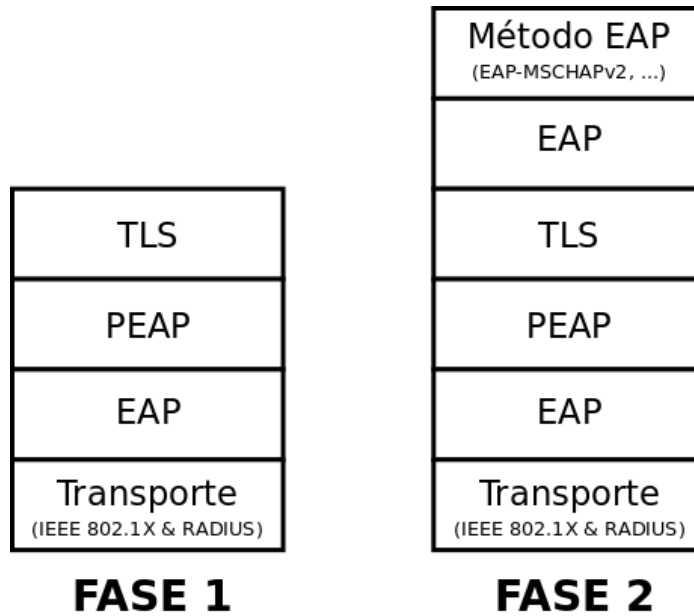 TLS
PEAP
EAP
Transporte
(IEEE 802.1X & RADIUS)
FASE 1
Método EAP
(EAP-MSCHAPv2, ...)
EAP
TLS
PEAP
EAP
Transporte
(IEEE 802.1X & RADIUS)
FASE 2